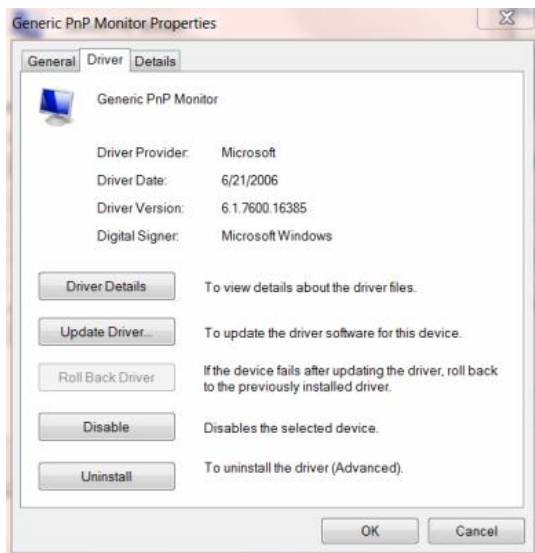 Generic PnP Monitor Properties
General Driver Details
Generic PnP Monitor
Driver Provider: Microsoft
Driver Date: 6/21/2006
Driver Version: 6.1.7600.16385
Digital Signer: Microsoft Windows
Driver Details To view details about the driver files.
Update Driver... To update the driver software for this device.
Roll Back Driver If the device fails after updating the driver, roll back
to the previously installed driver.
Disable Disables the selected device.
Uninstall To uninstall the driver (Advanced).
OK Cancel